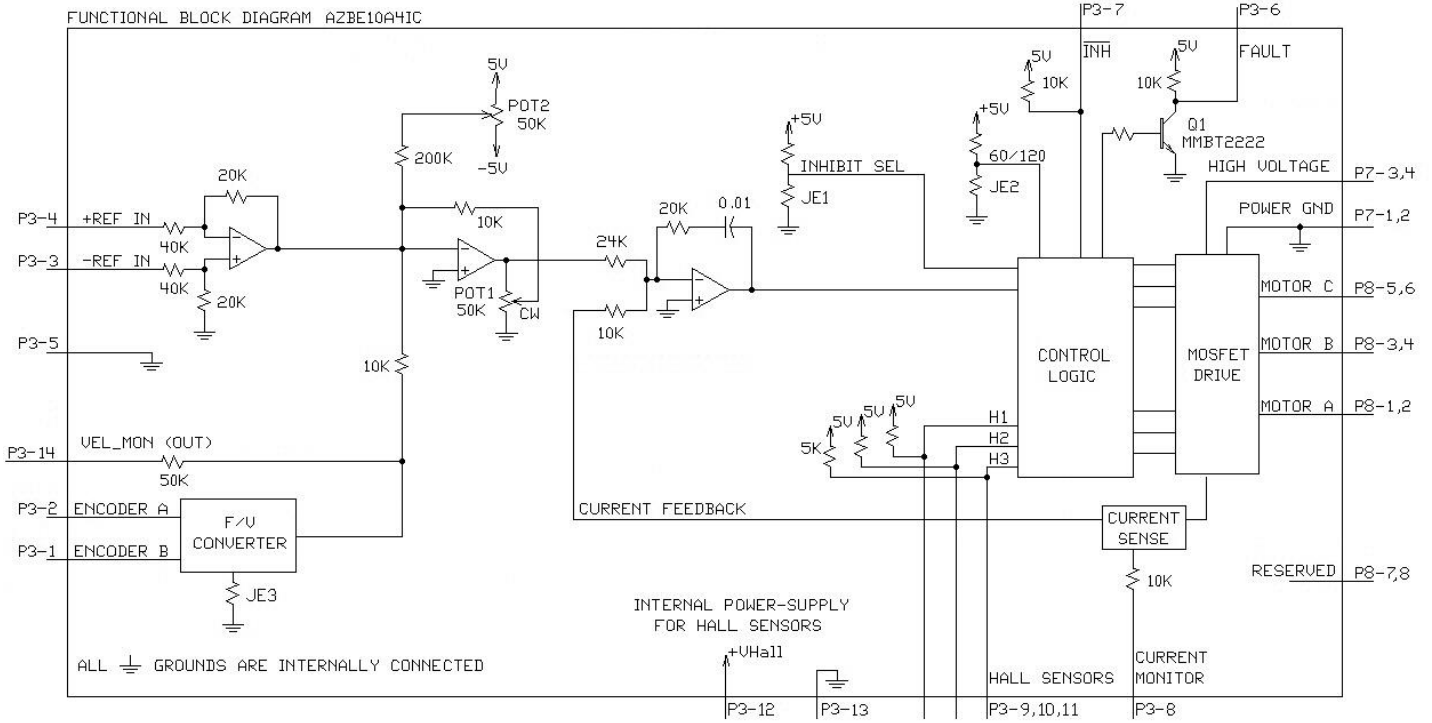 FUNCTIONAL BLOCK DIAGRAM AZBE10A4IC
P3-7
P3-6
INH
FAULT
5V
10K
5V
10K
Q1
MMBT2222
5V
POT2
50K
-5V
200K
+5V
INHIBIT SEL
JE1
+5V
60/120
JE2
HIGH VOLTAGE
P7-3,4
POWER GND
P7-1,2
20K
P3-4
+REF IN
40K
P3-3
-REF IN
40K
20K
10K
POT1
50K
CW
24K
20K
0.01
10K
P3-5
10K
CONTROL
LOGIC
MOSFET
DRIVE
MOTOR C
P8-5,6
MOTOR B
P8-3,4
MOTOR A
P8-1,2
5V
5V
5V
5K
H1
H2
H3
P3-14
VEL_MON (OUT)
50K
P3-2
ENCODER A
P3-1
ENCODER B
F/V
CONVERTER
JE3
CURRENT FEEDBACK
CURRENT
SENSE
10K
RESERVED
P8-7,8
INTERNAL POWER-SUPPLY
FOR HALL SENSORS
+VHall
ALL GROUNDS ARE INTERNALLY CONNECTED
HALL SENSORS
CURRENT
MONITOR
P3-12
P3-13
P3-9,10,11
P3-8